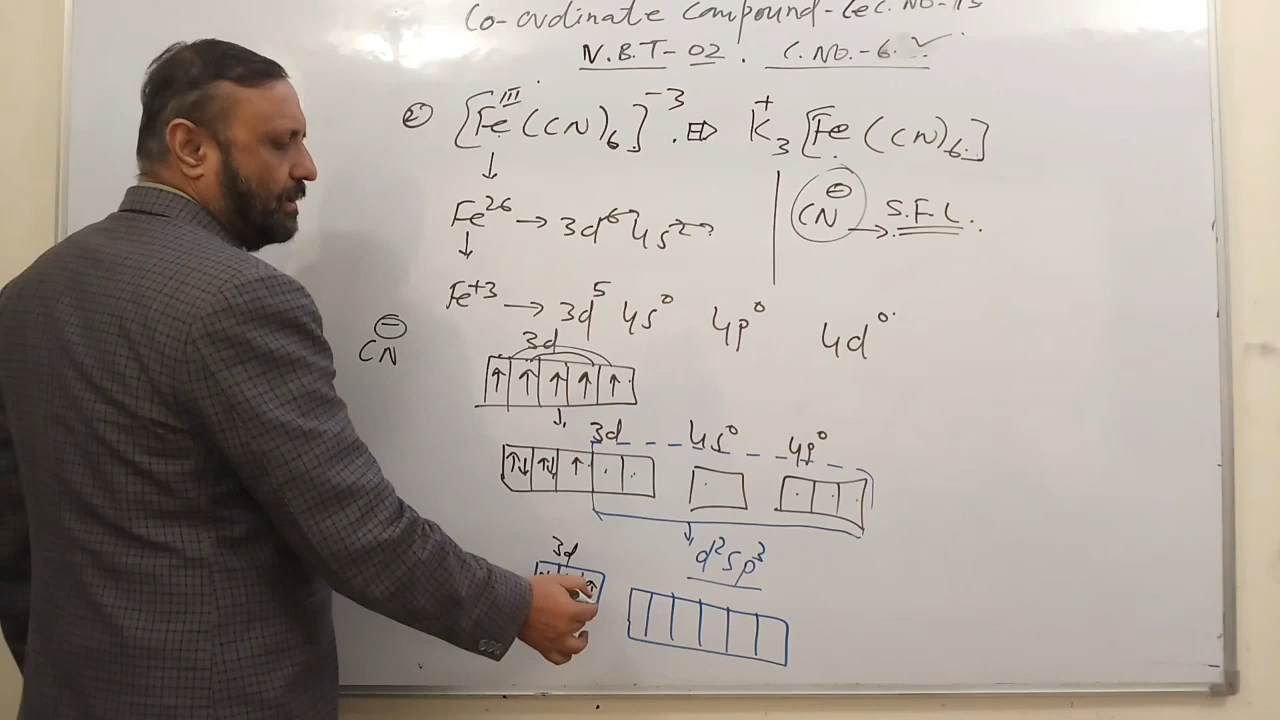 Co-ordinate Compound-Lec. No-15
N.B.T-02. C.NO.-6.
② [Fe^III (CN)6]^-3 ⇒ K^+3 [Fe (CN)6]
↓
Fe^26 → 3d^6 4s^2
↓
CN^⊖ → S.F.L.
Fe^+3 → 3d^5 4s^0 4p^0 4d^0
CN^⊖
3d
↑ ↑ ↑ ↑ ↑
↓
3d 4s^0 4p^0
↑↓ ↑↓ ↑
↓
d^2sp^3
3d